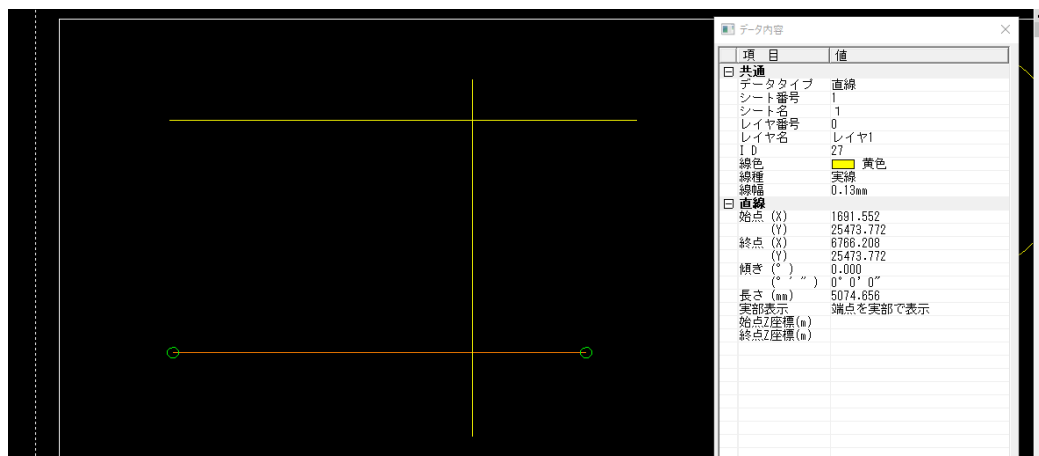 データ内容
項 目 値
共通
データタイプ 直線
シート番号 1
シート名 1
レイヤ番号 0
レイヤ名 レイヤ1
I D 27
線色 黄色
線種 実線
線幅 0.13mm
直線
始点 (X) 1691.552
(Y) 25473.772
終点 (X) 6766.208
(Y) 25473.772
傾き (° ) 0.000
(° ′ ″ ) 0° 0′ 0″
長さ (mm) 5074.656
実部表示 端点を実部で表示
始点Z座標(m)
終点Z座標(m)